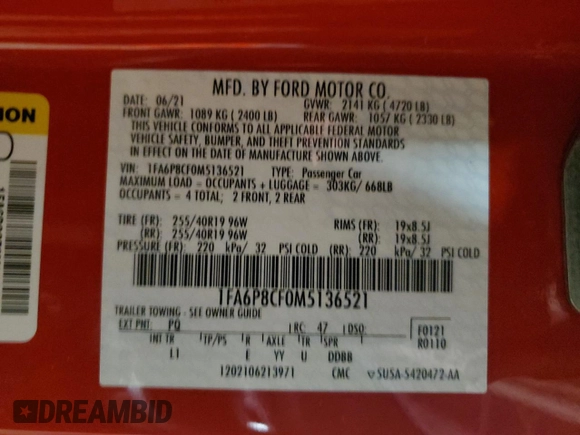 MFD. BY FORD MOTOR CO.
DATE: 06/21 GVWR: 2141 KG (4720 LB)
FRONT GAWR: 1089 KG (2400 LB) REAR GAWR: 1057 KG (2330 LB)
THIS VEHICLE CONFORMS TO ALL APPLICABLE FEDERAL MOTOR
VEHICLE SAFETY, BUMPER, AND THEFT PREVENTION STANDARDS
IN EFFECT ON THE DATE OF MANUFACTURE SHOWN ABOVE.
VIN: 1FA6P8CF0M5136521 TYPE: Passenger Car
MAXIMUM LOAD = OCCUPANTS + LUGGAGE = 303KG/ 668LB
OCCUPANTS = 4 TOTAL, 2 FRONT, 2 REAR
TIRE (FR): 255/40R19 96W RIMS (FR): 19x8.5J
(RR): 255/40R19 96W (RR): 19x8.5J
PRESSURE (FR): 220 kPa/ 32 PSI COLD (RR): 220 kPa/ 32 PSI COLD
1FA6P8CF0M5136521
TRAILER TOWING - SEE OWNER GUIDE
EXT PNT: PQ RC: 47 DSO: F0121
INT TR TP/PS R AXLE TR SPR R0110
LI E YY U DDBB
12021062139/1 CMC SUSA-S420472-AA
ION
DREAMBID